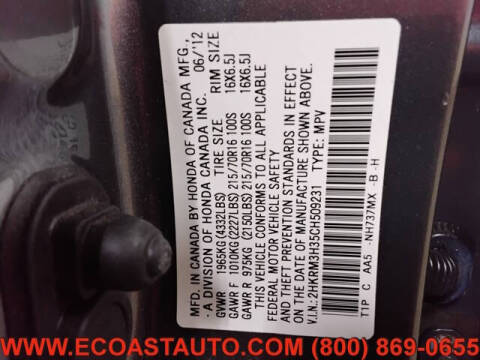 MFD. IN CANADA BY HONDA OF CANADA MFG.,
·A DIVISION OF HONDA CANADA INC. 06/'12
GVWR 1965KG(4332LBS) TIRE SIZE RIM SIZE
GAWR F 1010KG(2227LBS)215/70R16 100S 16X6.5J
GAWR R 975KG(2150LBS)215/70R16 100S 16X6.5J
THIS VEHICLE CONFORMS TO ALL APPLICABLE
FEDERAL MOTOR VEHICLE SAFETY
AND THEFT PREVENTION STANDARDS IN EFFECT
ON THE DATE OF MANUFACTURE SHOWN ABOVE.
V.I.N.: 2HKRM3H35CH509231 TYPE: MPV
T1P C AA5 ·NH737MX ·B·H
www.ECOASTAUTO.COM (800) 869-0655